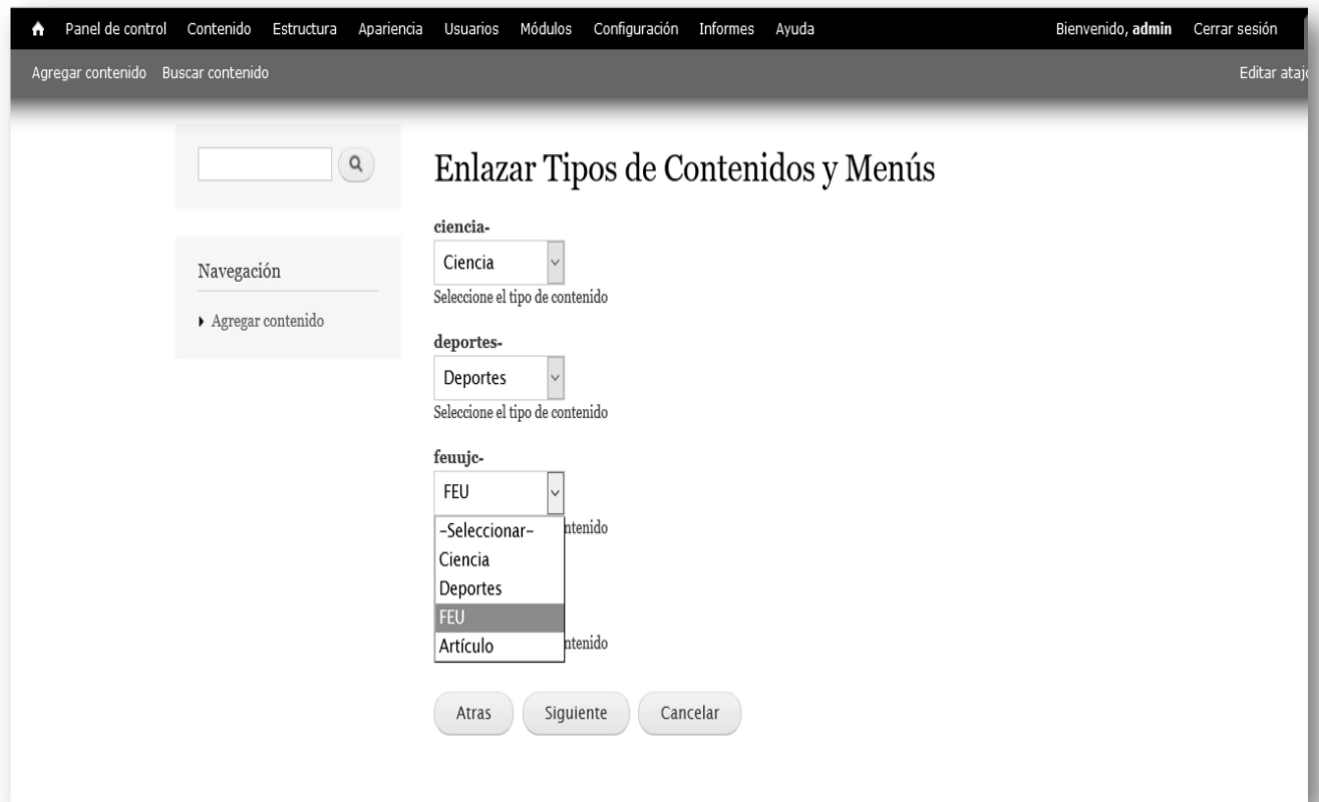 Panel de control Contenido Estructura Apariencia Usuarios Módulos Configuración Informes Ayuda Bienvenido, admin Cerrar sesión
Agregar contenido Buscar contenido Editar ataj
Navegación
Agregar contenido
Enlazar Tipos de Contenidos y Menús
ciencia-
Ciencia
Seleccione el tipo de contenido
deportes-
Deportes
Seleccione el tipo de contenido
feuujc-
FEU
ntenido
–Seleccionar–
Ciencia
Deportes
FEU
Artículo
ntenido
Atras Siguiente Cancelar